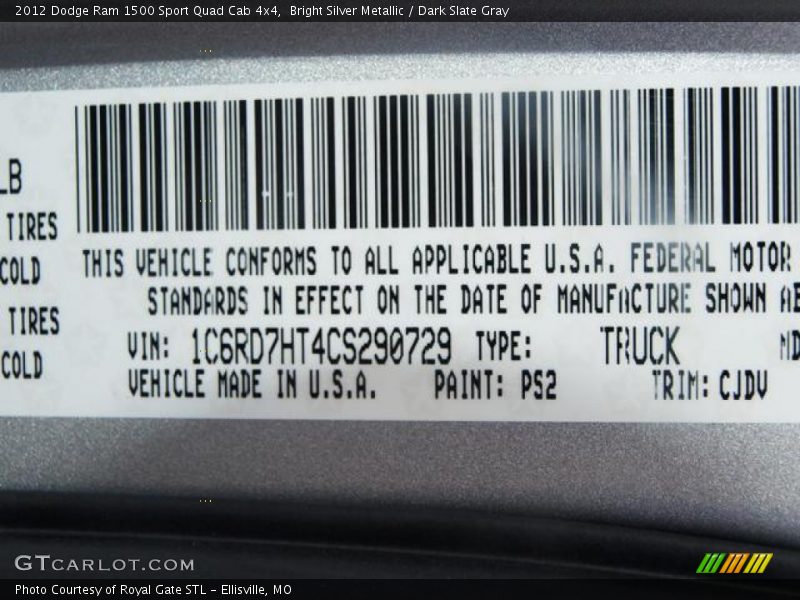 2012 Dodge Ram 1500 Sport Quad Cab 4x4,  Bright Silver Metallic / Dark Slate Gray
LB
TIRES
COLD
TIRES
COLD
THIS VEHICLE CONFORMS TO ALL APPLICABLE U.S.A. FEDERAL MOTOR
STANDARDS IN EFFECT ON THE DATE OF MANUFACTURE SHOWN AB
VIN: 1C6RD7HT4CS290729 TYPE: TRUCK MD
VEHICLE MADE IN U.S.A. PAINT: PS2 TRIM: CJDV
GTCARLOT.COM
Photo Courtesy of Royal Gate STL - Ellisville, MO